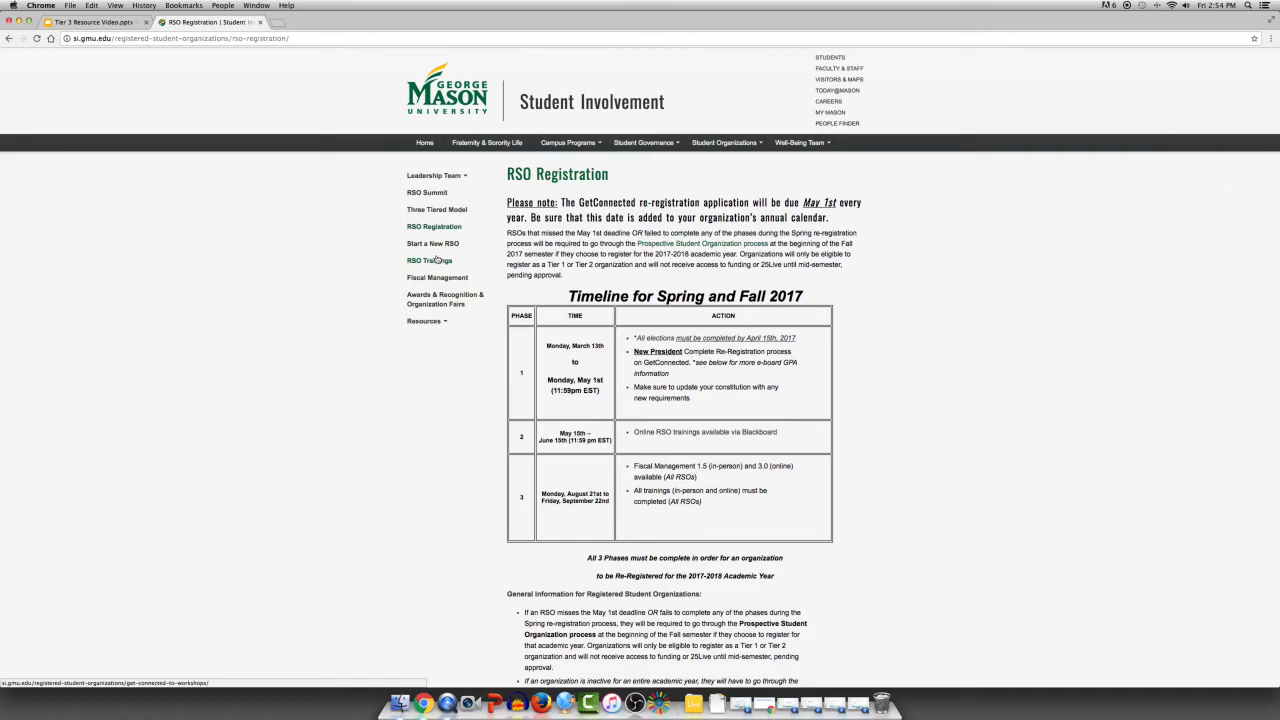 Chrome File Edit View History Bookmarks People Window Help
6 Fri 2:54 PM
Tier 3 Resource Video.pptx - × RSO Registration | Student In ×
si.gmu.edu/registered-student-organizations/rso-registration/
STUDENTS
FACULTY & STAFF
VISITORS & MAPS
TODAY@MASON
CAREERS
MY MASON
PEOPLE FINDER
GEORGE
MASON
UNIVERSITY
Student Involvement
Home Fraternity & Sorority Life Campus Programs Student Governance Student Organizations Well-Being Team
Leadership Team
RSO Summit
Three Tiered Model
RSO Registration
Start a New RSO
RSO Trainings
Fiscal Management
Awards & Recognition &
Organization Fairs
Resources
RSO Registration
Please note: The GetConnected re-registration application will be due May 1st every
year. Be sure that this date is added to your organization's annual calendar.
RSOs that missed the May 1st deadline OR failed to complete any of the phases during the Spring re-registration
process will be required to go through the Prospective Student Organization process at the beginning of the Fall
2017 semester if they choose to register for the 2017-2018 academic year. Organizations will only be eligible to
register as a Tier 1 or Tier 2 organization and will not receive access to funding or 25Live until mid-semester,
pending approval.
Timeline for Spring and Fall 2017
PHASE TIME ACTION
1
Monday, March 13th
to
Monday, May 1st
(11:59pm EST)
• *All elections must be completed by April 15th, 2017
• New President Complete Re-Registration process
on GetConnected. *see below for more e-board GPA
information
• Make sure to update your constitution with any
new requirements
2
May 15th –
June 15th (11:59 pm EST)
• Online RSO trainings available via Blackboard
3
Monday, August 21st to
Friday, September 22nd
• Fiscal Management 1.5 (in-person) and 3.0 (online)
available (All RSOs)
• All trainings (in-person and online) must be
completed (All RSOs)
All 3 Phases must be complete in order for an organization
to be Re-Registered for the 2017-2018 Academic Year
General Information for Registered Student Organizations:
• If an RSO misses the May 1st deadline OR fails to complete any of the phases during the
Spring re-registration process, they will be required to go through the Prospective Student
Organization process at the beginning of the Fall semester if they choose to register for
that academic year. Organizations will only be eligible to register as a Tier 1 or Tier 2
organization and will not receive access to funding or 25Live until mid-semester, pending
approval.
• If an organization is inactive for an entire academic year, they will have to go through the
si.gmu.edu/registered-student-organizations/get-connected-to-workshops/
Live